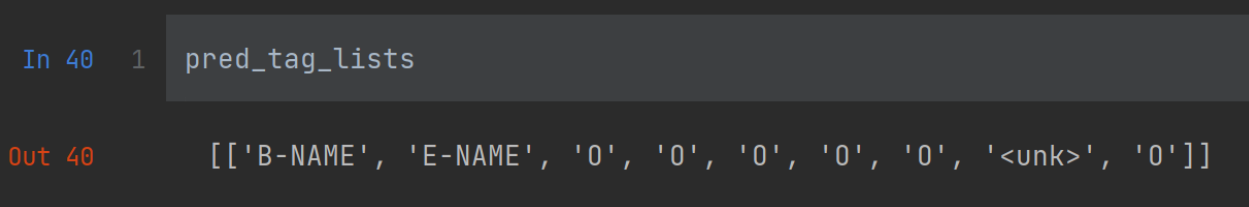 In 40 1 pred_tag_lists
Out 40 [['B-NAME', 'E-NAME', 'O', 'O', 'O', 'O', 'O', '<unk>', 'O']]